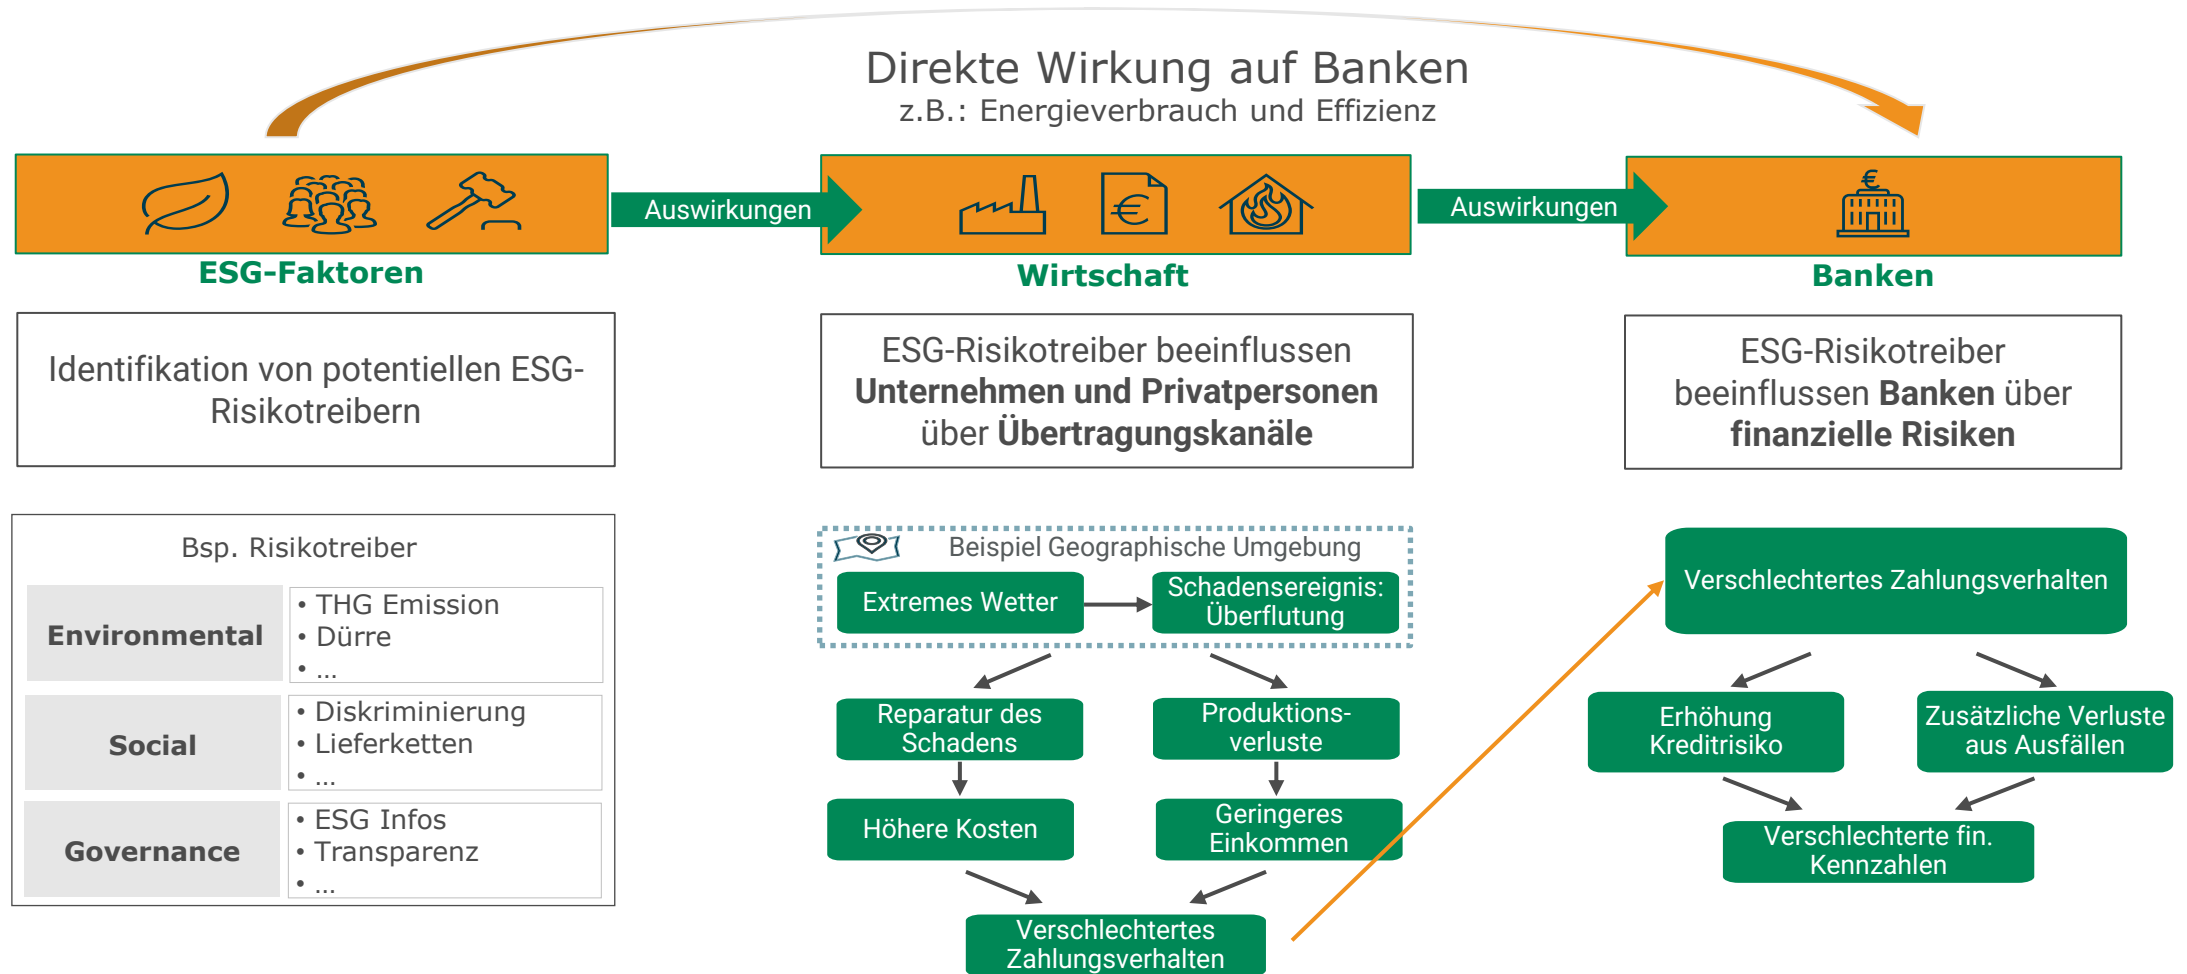 Direkte Wirkung auf Banken
z.B.: Energieverbrauch und Effizienz
Auswirkungen
Auswirkungen
ESG-Faktoren
Wirtschaft
€
€
Banken
Identifikation von potentiellen ESG-
Risikotreibern
ESG-Risikotreiber beeinflussen
Unternehmen und Privatpersonen
über Übertragungskanäle
ESG-Risikotreiber
beeinflussen Banken über
finanzielle Risiken
Bsp. Risikotreiber
Environmental
• THG Emission
• Dürre
• ...
Social
• Diskriminierung
• Lieferketten
• ...
Governance
• ESG Infos
• Transparenz
• ...
Beispiel Geographische Umgebung
Extremes Wetter
Schadensereignis:
Überflutung
Reparatur des
Schadens
Produktions-
verluste
Höhere Kosten
Geringeres
Einkommen
Verschlechtertes
Zahlungsverhalten
Verschlechtertes Zahlungsverhalten
Erhöhung
Kreditrisiko
Zusätzliche Verluste
aus Ausfällen
Verschlechterte fin.
Kennzahlen